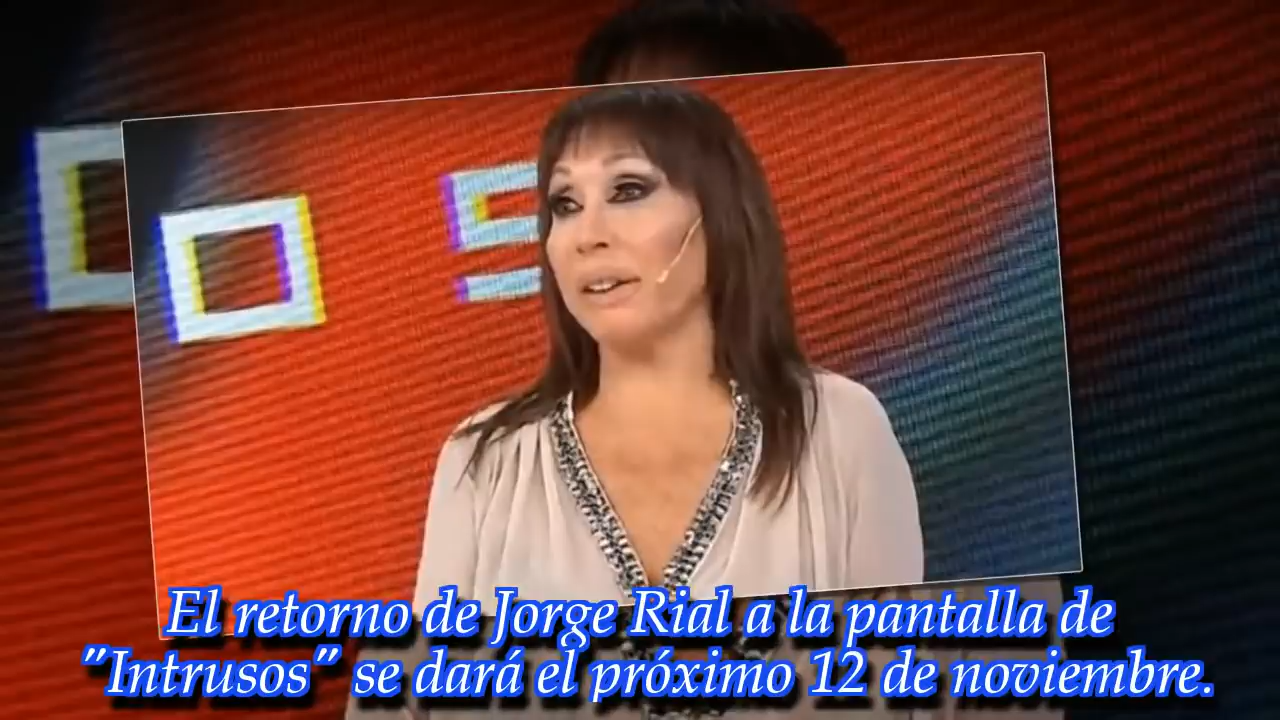 O S
El retorno de Jorge Rial a la pantalla de
"Intrusos" se dará el próximo 12 de noviembre.